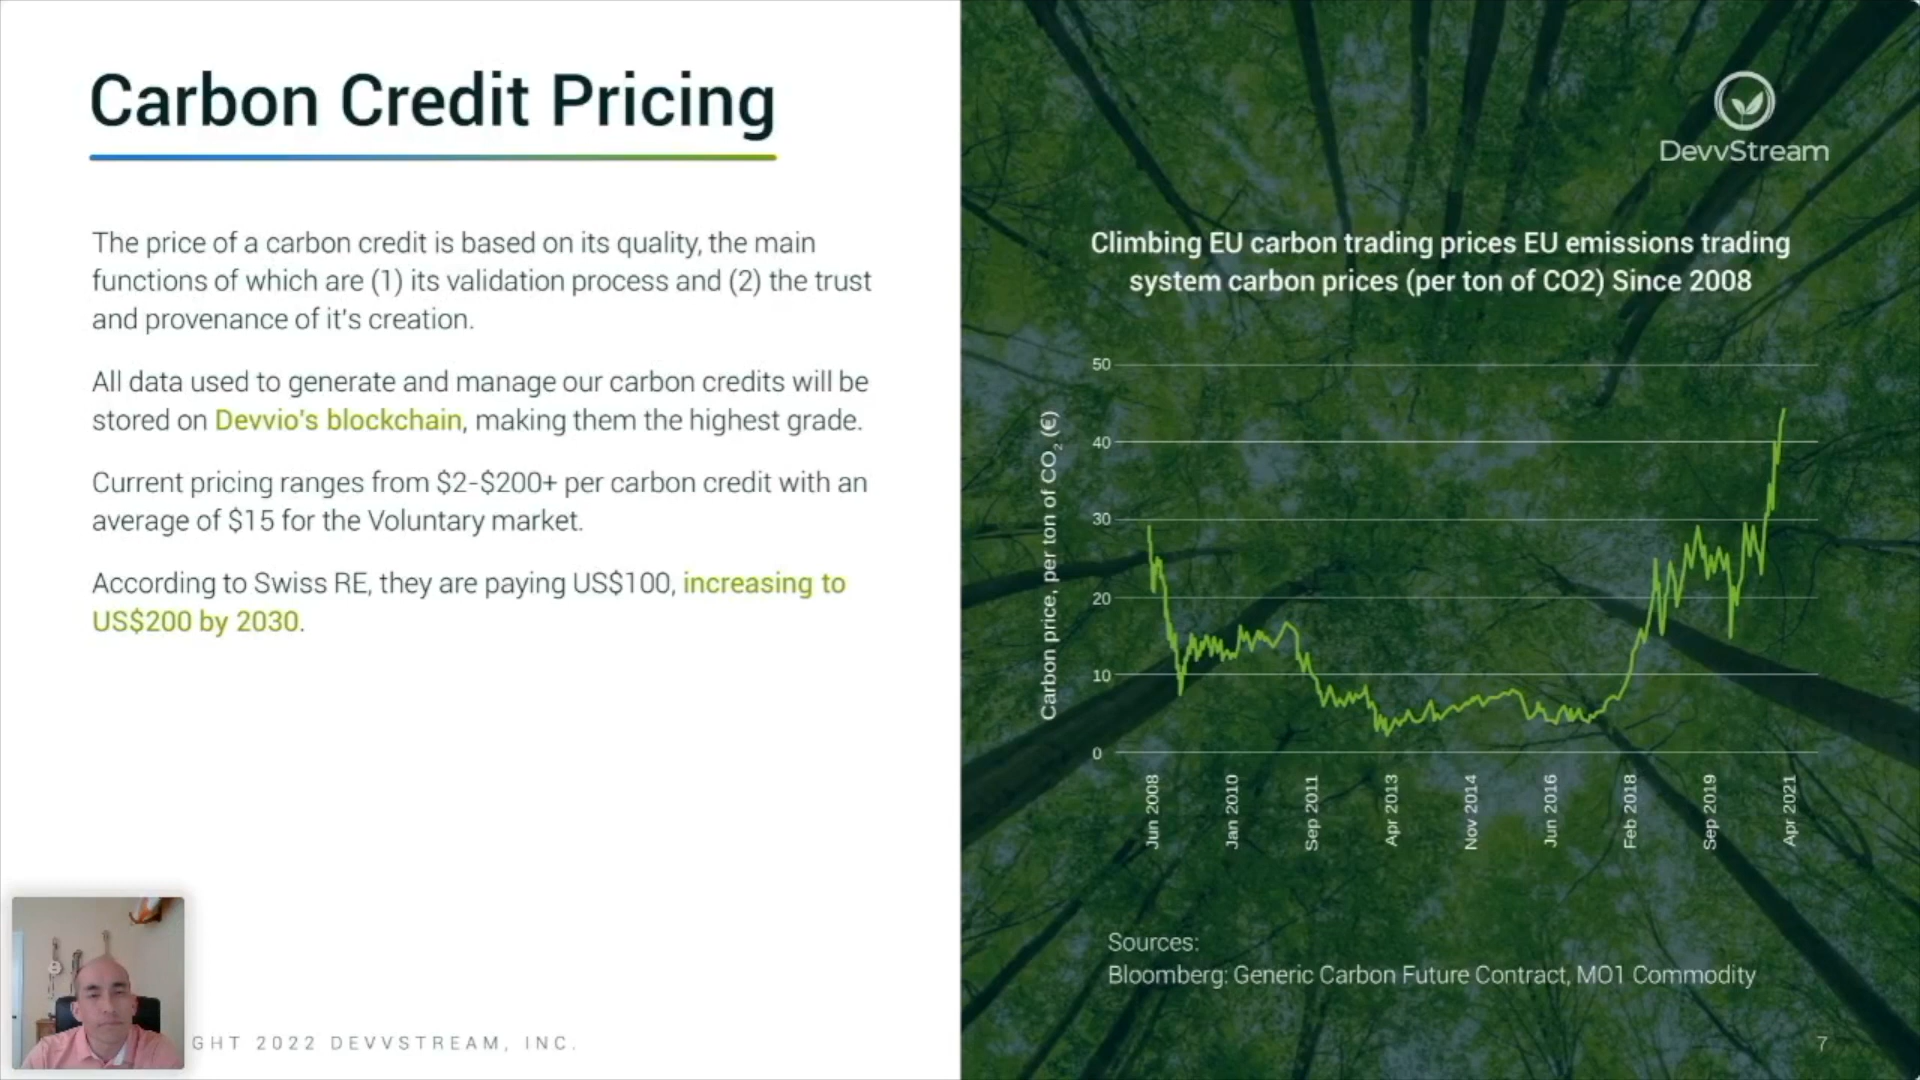 Carbon Credit Pricing
The price of a carbon credit is based on its quality, the main
functions of which are (1) its validation process and (2) the trust
and provenance of it's creation.
All data used to generate and manage our carbon credits will be
stored on Devvio's blockchain, making them the highest grade.
Current pricing ranges from $2-$200+ per carbon credit with an
average of $15 for the Voluntary market.
According to Swiss RE, they are paying US$100, increasing to
US$200 by 2030.
GHT 2022 DEVVSTREAM, INC.
DevvStream
Climbing EU carbon trading prices EU emissions trading
system carbon prices (per ton of CO2) Since 2008
Carbon price, per ton of CO₂ (€)
50
40
30
20
10
0
Jun 2008
Jan 2010
Sep 2011
Apr 2013
Nov 2014
Jun 2016
Feb 2018
Sep 2019
Apr 2021
Sources:
Bloomberg: Generic Carbon Future Contract, MO1 Commodity
7